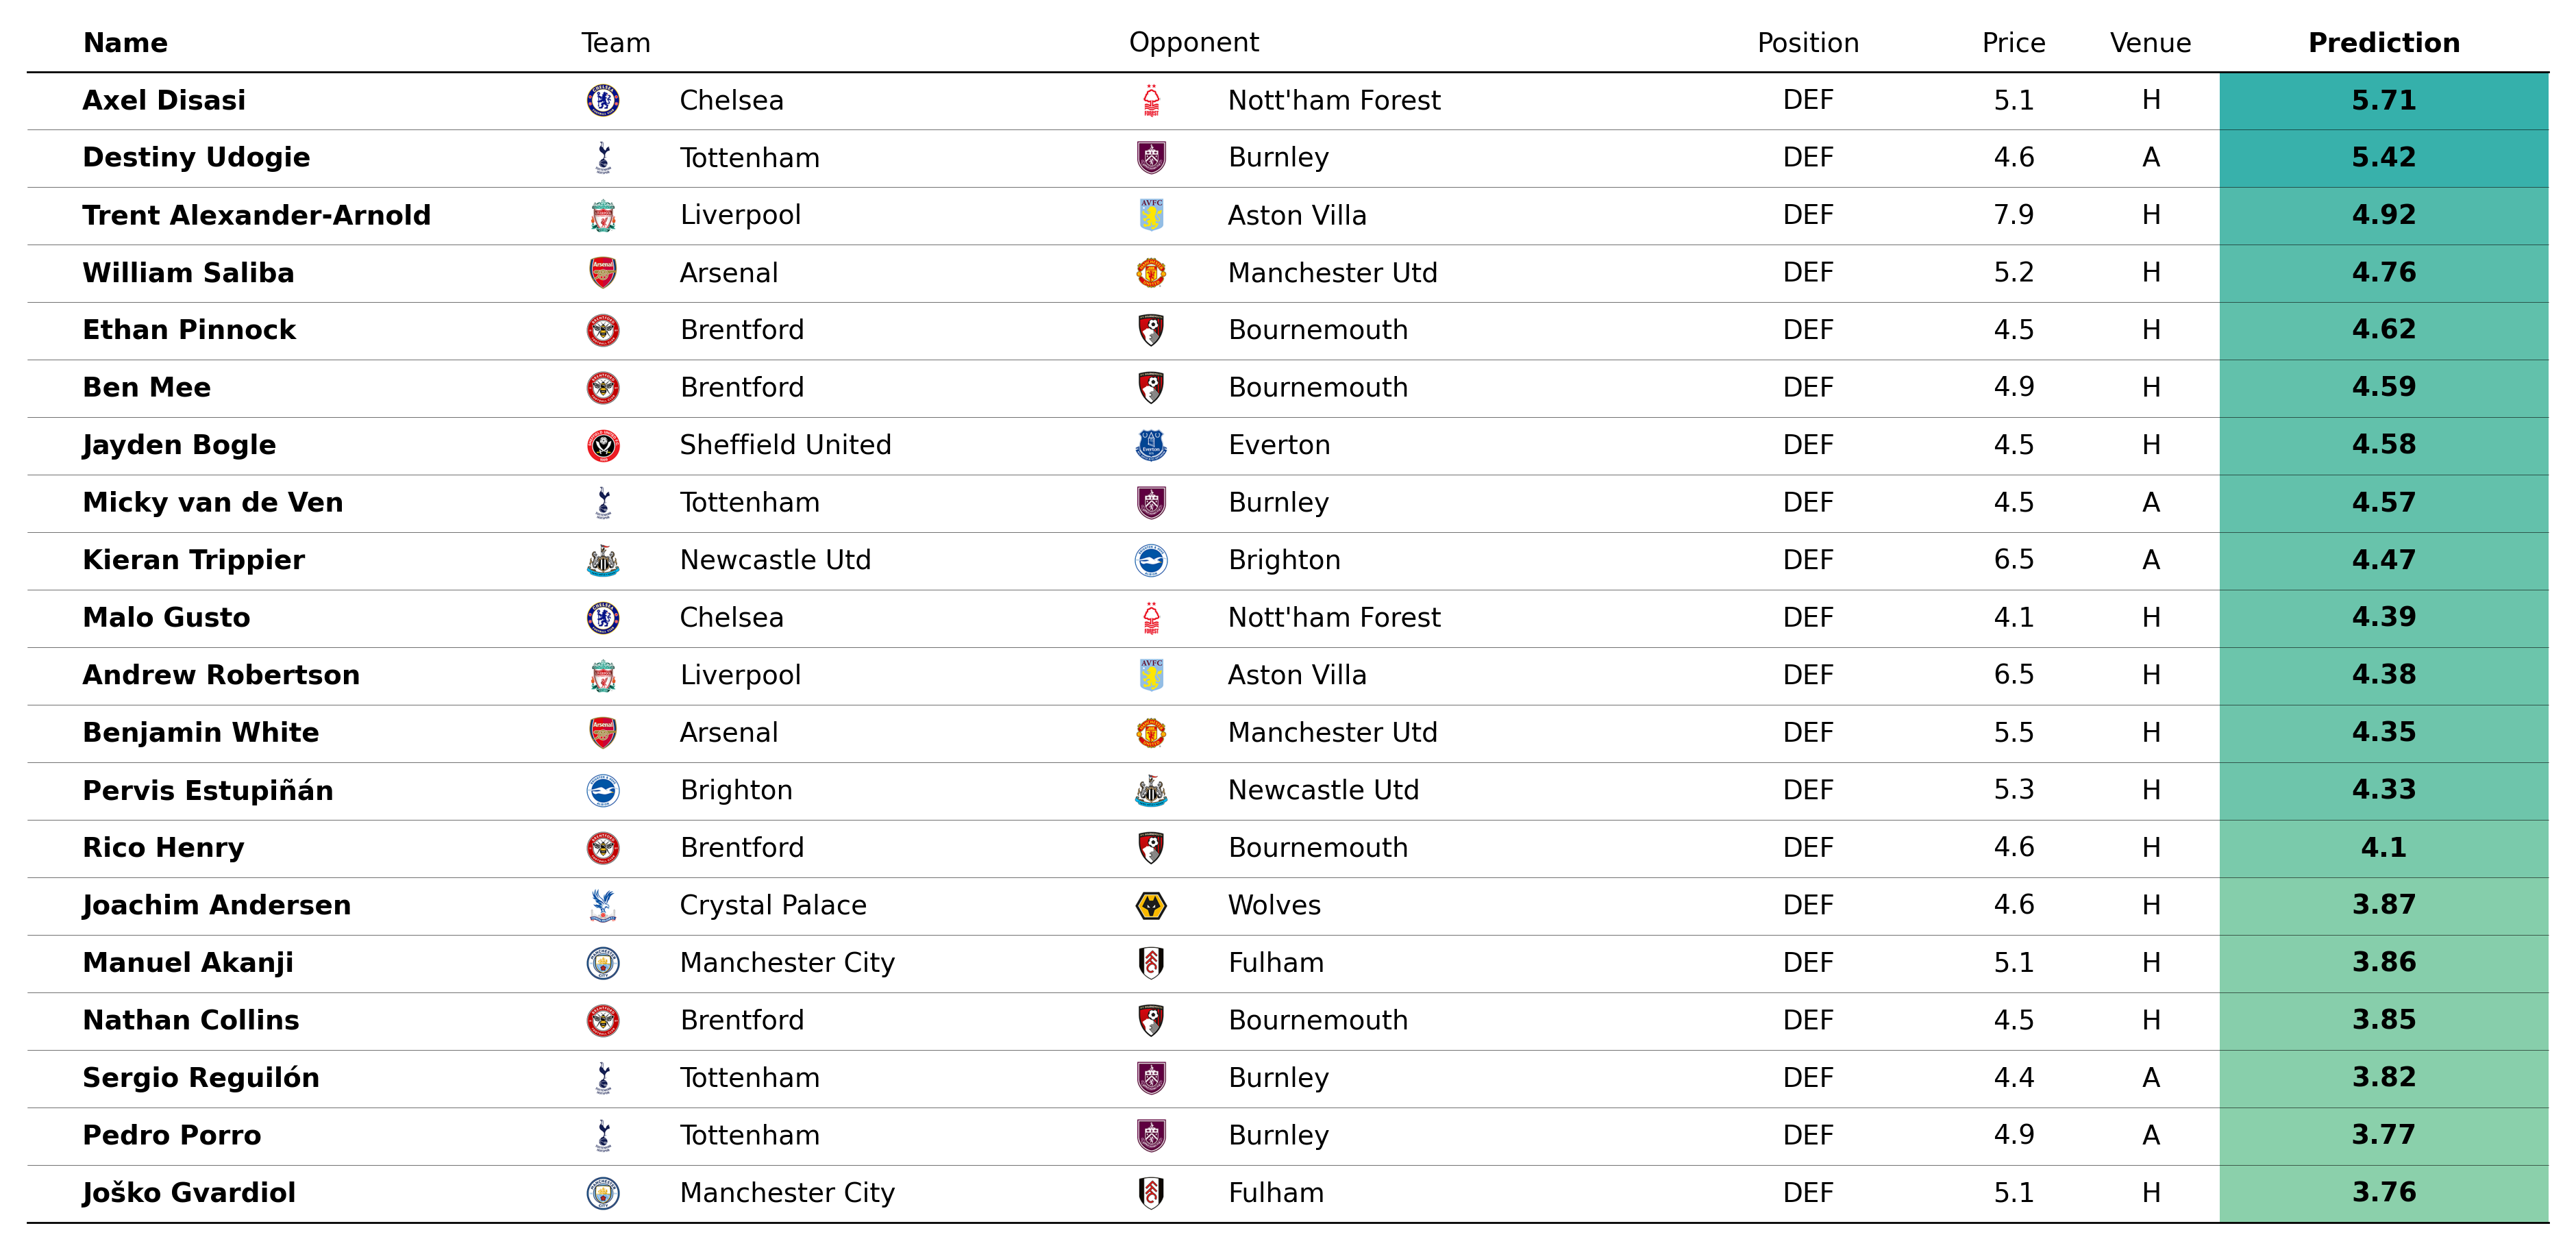 Name Team Opponent Position Price Venue Prediction
Axel Disasi Chelsea Nott'ham Forest DEF 5.1 H 5.71
Destiny Udogie Tottenham Burnley DEF 4.6 A 5.42
Trent Alexander-Arnold Liverpool Aston Villa DEF 7.9 H 4.92
William Saliba Arsenal Manchester Utd DEF 5.2 H 4.76
Ethan Pinnock Brentford Bournemouth DEF 4.5 H 4.62
Ben Mee Brentford Bournemouth DEF 4.9 H 4.59
Jayden Bogle Sheffield United Everton DEF 4.5 H 4.58
Micky van de Ven Tottenham Burnley DEF 4.5 A 4.57
Kieran Trippier Newcastle Utd Brighton DEF 6.5 A 4.47
Malo Gusto Chelsea Nott'ham Forest DEF 4.1 H 4.39
Andrew Robertson Liverpool Aston Villa DEF 6.5 H 4.38
Benjamin White Arsenal Manchester Utd DEF 5.5 H 4.35
Pervis Estupiñán Brighton Newcastle Utd DEF 5.3 H 4.33
Rico Henry Brentford Bournemouth DEF 4.6 H 4.1
Joachim Andersen Crystal Palace Wolves DEF 4.6 H 3.87
Manuel Akanji Manchester City Fulham DEF 5.1 H 3.86
Nathan Collins Brentford Bournemouth DEF 4.5 H 3.85
Sergio Reguilón Tottenham Burnley DEF 4.4 A 3.82
Pedro Porro Tottenham Burnley DEF 4.9 A 3.77
Joško Gvardiol Manchester City Fulham DEF 5.1 H 3.76